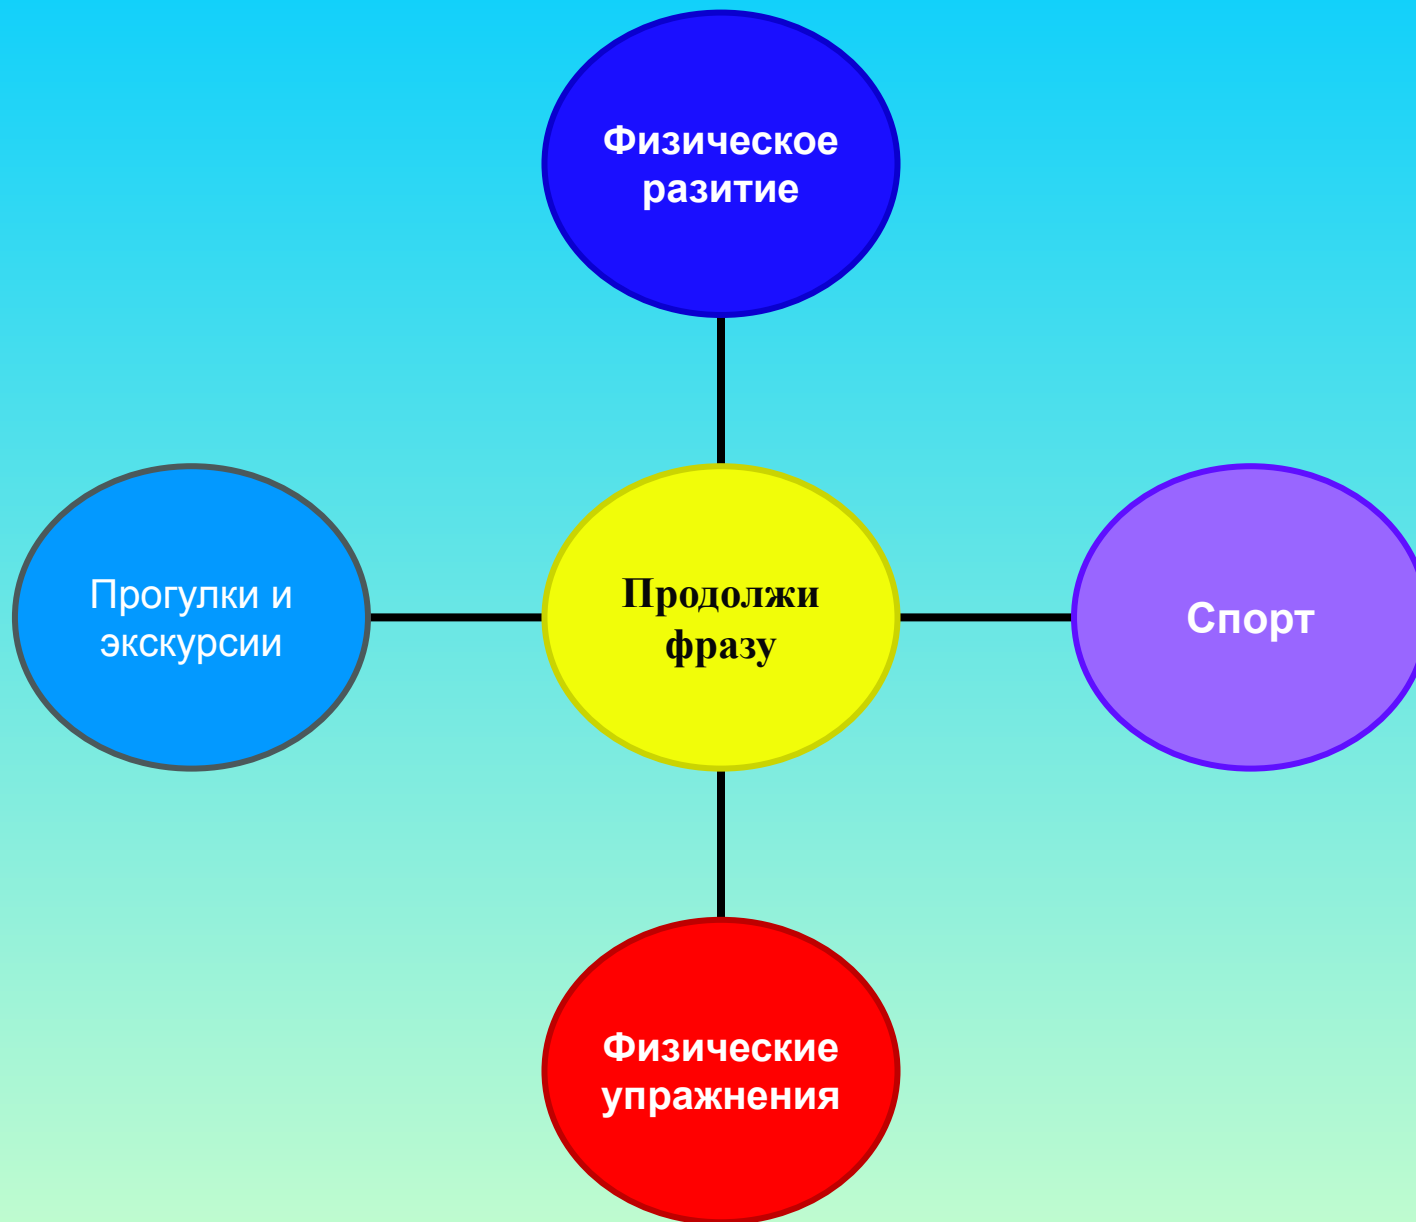 Физическое
разитие
Прогулки и
экскурсии
Продолжи
фразу
Спорт
Физические
упражнения